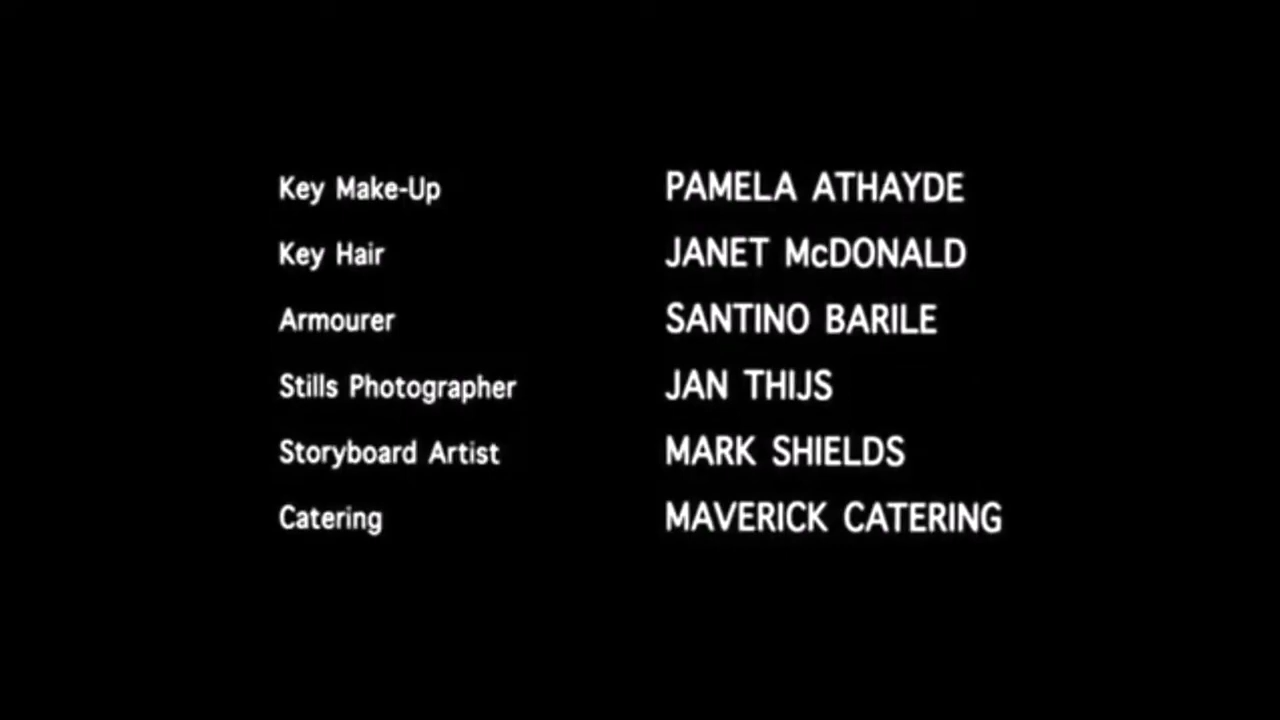 Key Make-Up PAMELA ATHAYDE
Key Hair JANET McDONALD
Armourer SANTINO BARILE
Stills Photographer JAN THIJS
Storyboard Artist MARK SHIELDS
Catering MAVERICK CATERING